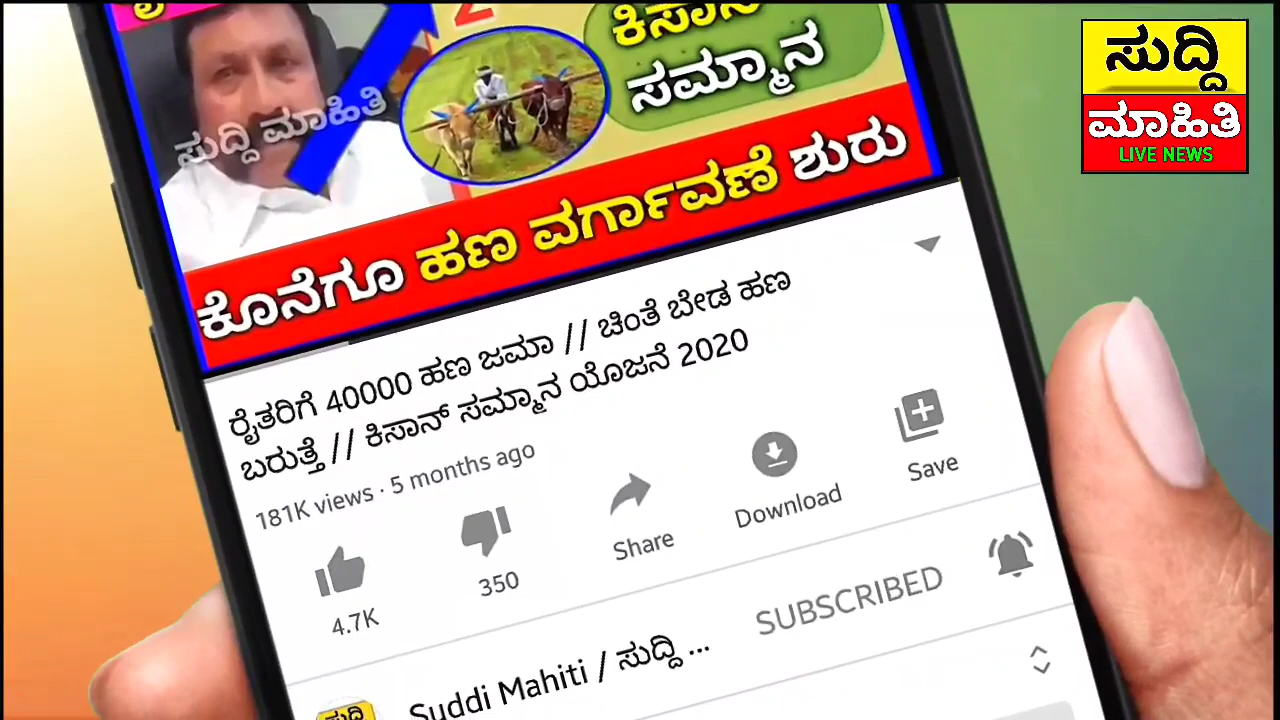 2
ಕಿಸಾನ್
ಸಮ್ಮಾನ
ಸುದ್ದಿ ಮಾಹಿತಿ
ಕೊನೆಗೂ ಹಣ ವರ್ಗಾವಣೆ ಶುರು
ರೈತರಿಗೆ 40000 ಹಣ ಜಮಾ // ಚಿಂತೆ ಬೇಡ ಹಣ
ಬರುತ್ತೆ // ಕಿಸಾನ್ ಸಮ್ಮಾನ ಯೊಜನೆ 2020
181K views · 5 months ago
4.7K
350
Share
Download
Save
Suddi Mahiti / ಸುದ್ದಿ ...
SUBSCRIBED
ಸುದ್ದಿ
ಸುದ್ದಿ
ಮಾಹಿತಿ
LIVE NEWS